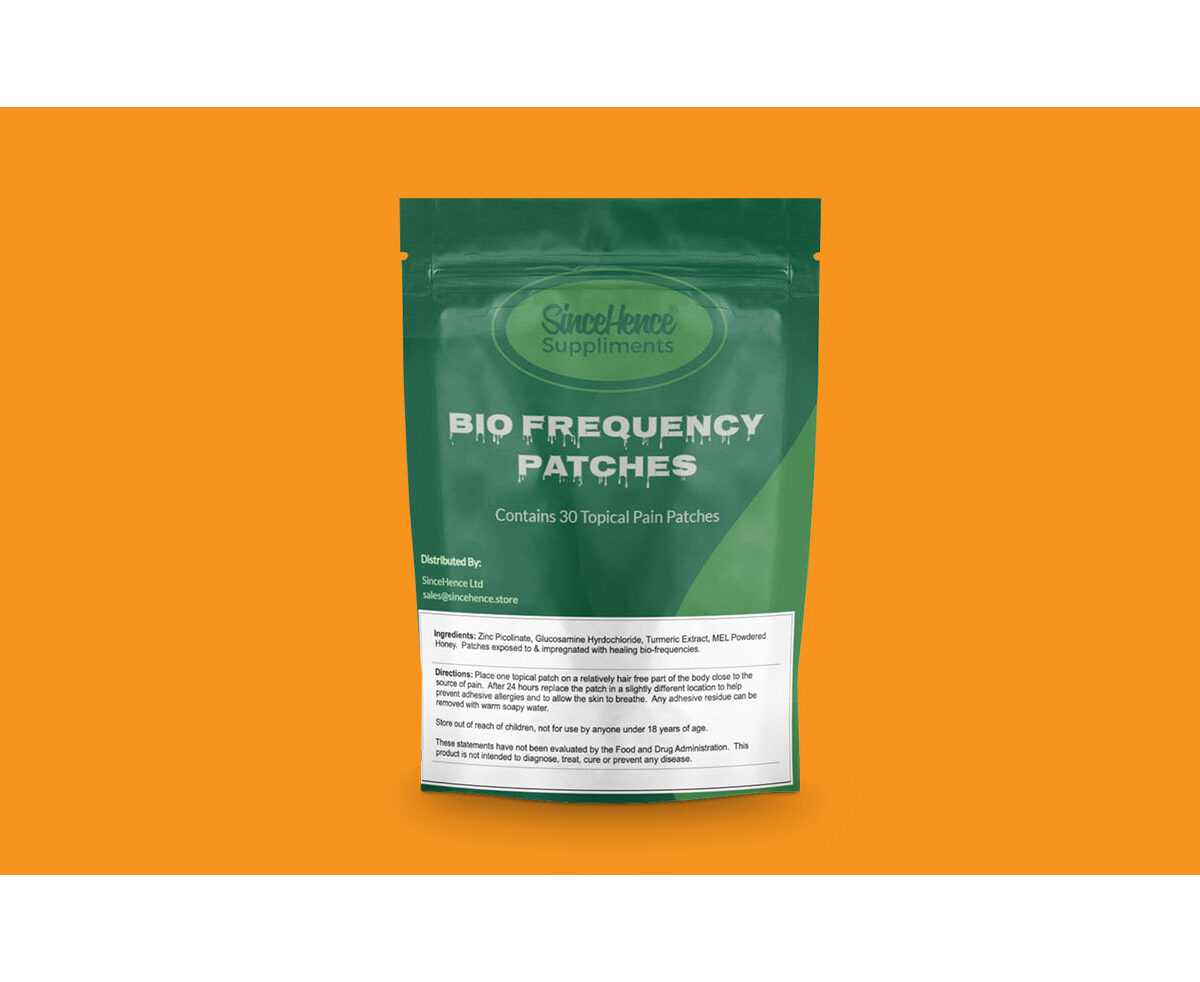 SinceHence®
Suppliments
BIO FREQUENCY
PATCHES
Contains 30 Topical Pain Patches
Distributed By:
SinceHence Ltd
sales@sincehence.store
Ingredients: Zinc Picolinate, Glucosamine Hyrdochloride, Turmeric Extract, MEL Powdered
Honey. Patches exposed to & impregnated with healing bio-frequencies.
Directions: Place one topical patch on a relatively hair free part of the body close to the
source of pain. After 24 hours replace the patch in a slightly different location to help
prevent adhesive allergies and to allow the skin to breathe. Any adhesive residue can be
removed with warm soapy water.
Store out of reach of children, not for use by anyone under 18 years of age.
These statements have not been evaluated by the Food and Drug Administration. This
product is not intended to diagnose, treat, cure or prevent any disease.